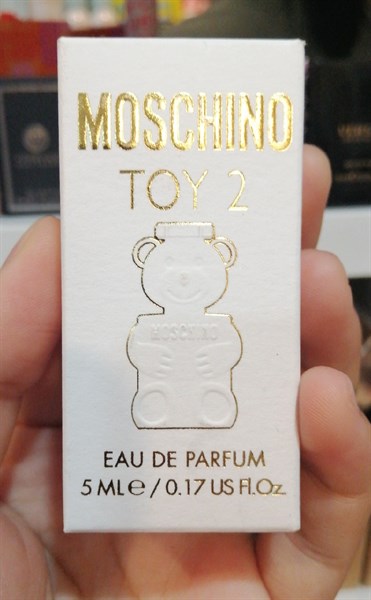 MOSCHINO
TOY 2
MOSCHINO
EAU DE PARFUM
5 ML ℮ / 0.17 US Fl.Oz.